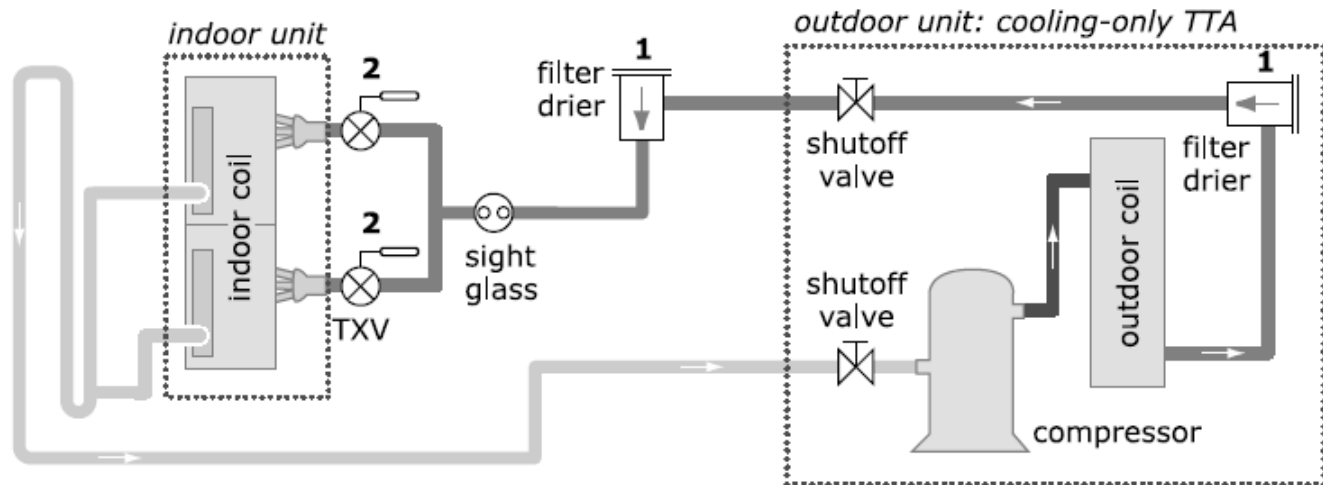 indoor unit
outdoor unit: cooling-only TTA
1
filter
drier
1
filter
drier
2
2
indoor coil
TXV
sight
glass
shutoff
valve
shutoff
valve
outdoor coil
compressor